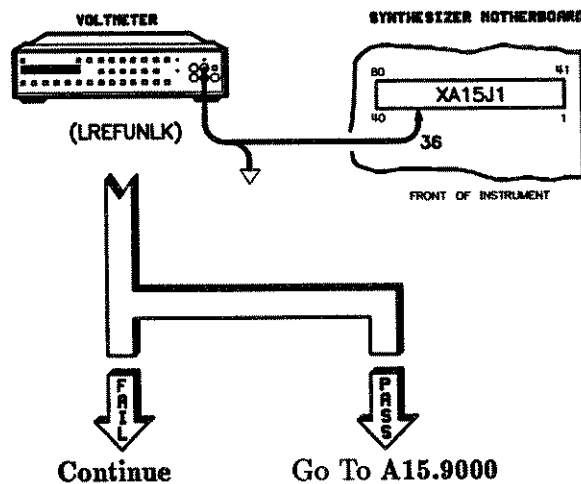 VOLTMETER
SYNTHESIZER MOTHERBOARD
80
41
XA15J1
40
1
(LREFUNLK)
36
FRONT OF INSTRUMENT
FAIL
PASS
Continue
Go To A15.9000